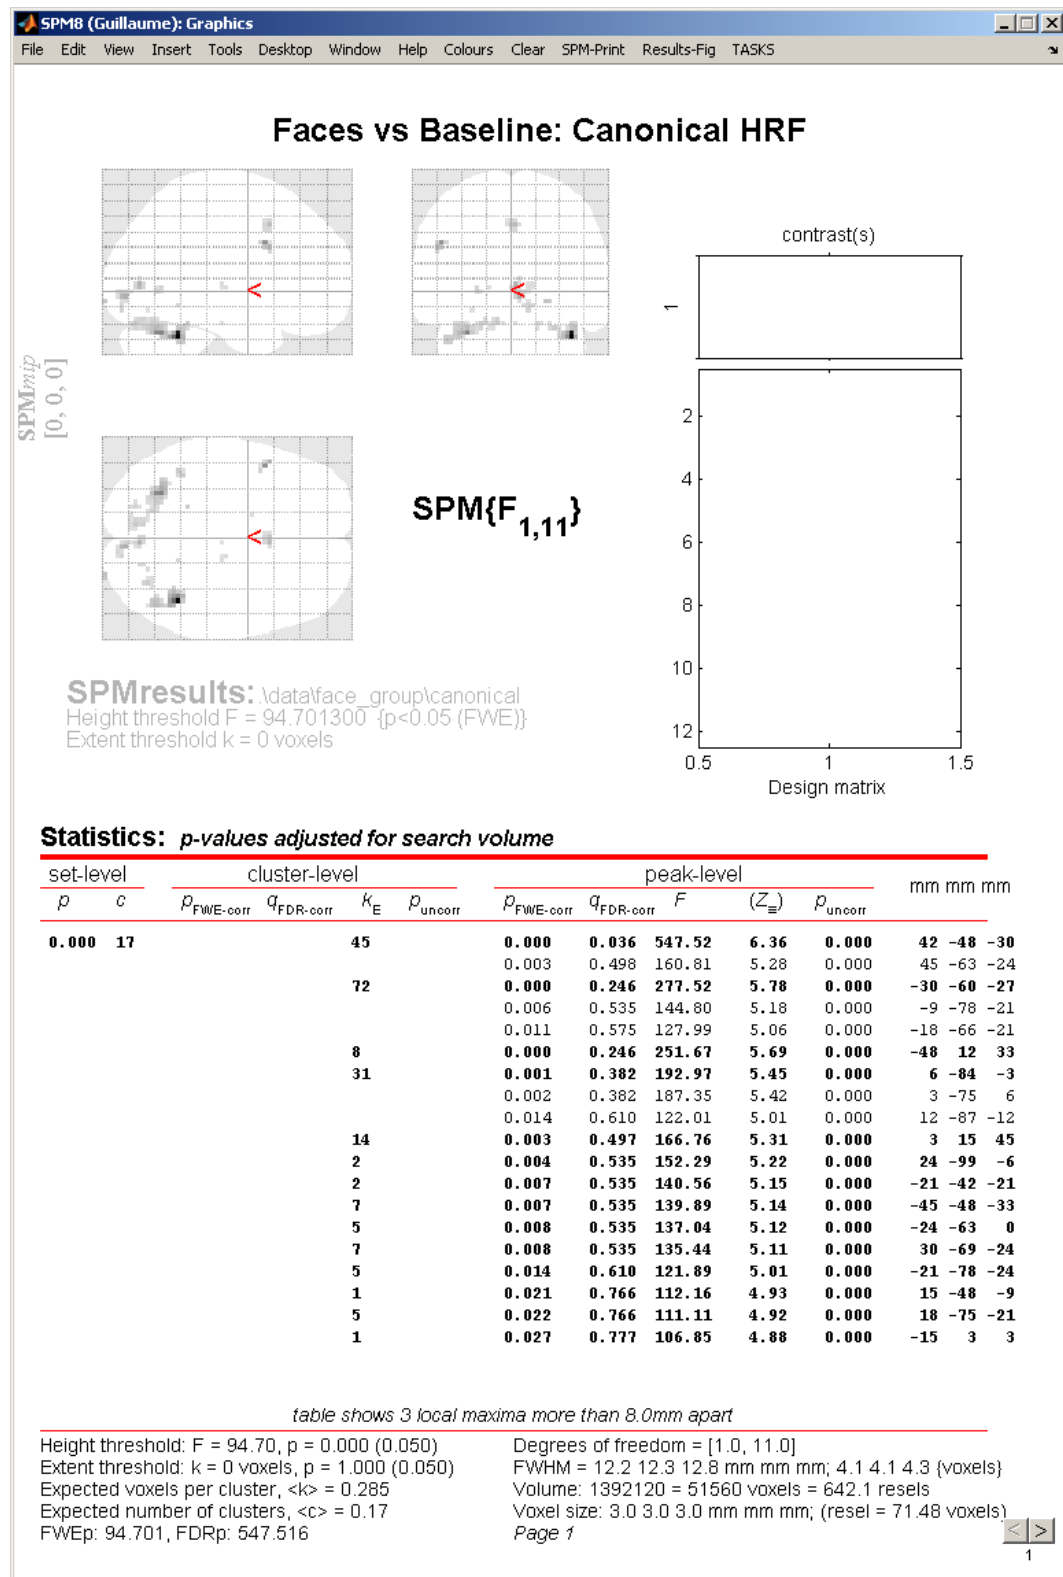 SPM8 (Guillaume): Graphics
File Edit View Insert Tools Desktop Window Help Colours Clear SPM-Print Results-Fig TASKS
Faces vs Baseline: Canonical HRF
SPMmip
[0, 0, 0]
<
<
<
SPM{F1,11}
contrast(s)
1
2
4
6
8
10
12
0.5 1 1.5
Design matrix
SPMresults: .\data\face_group\canonical
Height threshold F = 94.701300 {p<0.05 (FWE)}
Extent threshold k = 0 voxels
Statistics: p-values adjusted for search volume
set-level cluster-level peak-level mm mm mm
p c pFWE-corr qFDR-corr kE puncorr pFWE-corr qFDR-corr F (Z≡) puncorr
0.000 17 45 0.000 0.036 547.52 6.36 0.000 42 -48 -30
0.003 0.498 160.81 5.28 0.000 45 -63 -24
72 0.000 0.246 277.52 5.78 0.000 -30 -60 -27
0.006 0.535 144.80 5.18 0.000 -9 -78 -21
0.011 0.575 127.99 5.06 0.000 -18 -66 -21
8 0.000 0.246 251.67 5.69 0.000 -48 12 33
31 0.001 0.382 192.97 5.45 0.000 6 -84 -3
0.002 0.382 187.35 5.42 0.000 3 -75 6
0.014 0.610 122.01 5.01 0.000 12 -87 -12
14 0.003 0.497 166.76 5.31 0.000 3 15 45
2 0.004 0.535 152.29 5.22 0.000 24 -99 -6
2 0.007 0.535 140.56 5.15 0.000 -21 -42 -21
7 0.007 0.535 139.89 5.14 0.000 -45 -48 -33
5 0.008 0.535 137.04 5.12 0.000 -24 -63 0
7 0.008 0.535 135.44 5.11 0.000 30 -69 -24
5 0.014 0.610 121.89 5.01 0.000 -21 -78 -24
1 0.021 0.766 112.16 4.93 0.000 15 -48 -9
5 0.022 0.766 111.11 4.92 0.000 18 -75 -21
1 0.027 0.777 106.85 4.88 0.000 -15 3 3
table shows 3 local maxima more than 8.0mm apart
Height threshold: F = 94.70, p = 0.000 (0.050)
Extent threshold: k = 0 voxels, p = 1.000 (0.050)
Expected voxels per cluster, <k> = 0.285
Expected number of clusters, <c> = 0.17
FWEp: 94.701, FDRp: 547.516
Degrees of freedom = [1.0, 11.0]
FWHM = 12.2 12.3 12.8 mm mm mm; 4.1 4.1 4.3 {voxels}
Volume: 1392120 = 51560 voxels = 642.1 resels
Voxel size: 3.0 3.0 3.0 mm mm mm; (resel = 71.48 voxels)
Page 1
< >
1